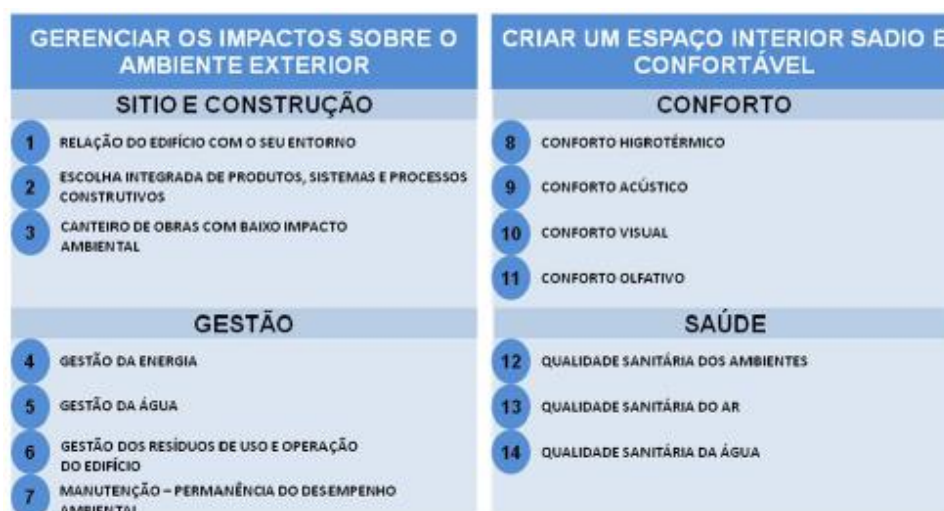 GERENCIAR OS IMPACTOS SOBRE O
AMBIENTE EXTERIOR
SITIO E CONSTRUÇÃO
1 RELAÇÃO DO EDIFÍCIO COM O SEU ENTORNO
2 ESCOLHA INTEGRADA DE PRODUTOS, SISTEMAS E PROCESSOS
CONSTRUTIVOS
3 CANTEIRO DE OBRAS COM BAIXO IMPACTO
AMBIENTAL
GESTÃO
4 GESTÃO DA ENERGIA
5 GESTÃO DA ÁGUA
6 GESTÃO DOS RESÍDUOS DE USO E OPERAÇÃO
DO EDIFÍCIO
7 MANUTENÇÃO – PERMANÊNCIA DO DESEMPENHO
AMBIENTAL
CRIAR UM ESPAÇO INTERIOR SADIO E
CONFORTÁVEL
CONFORTO
8 CONFORTO HIGROTÉRMICO
9 CONFORTO ACÚSTICO
10 CONFORTO VISUAL
11 CONFORTO OLFATIVO
SAÚDE
12 QUALIDADE SANITÁRIA DOS AMBIENTES
13 QUALIDADE SANITÁRIA DO AR
14 QUALIDADE SANITÁRIA DA ÁGUA